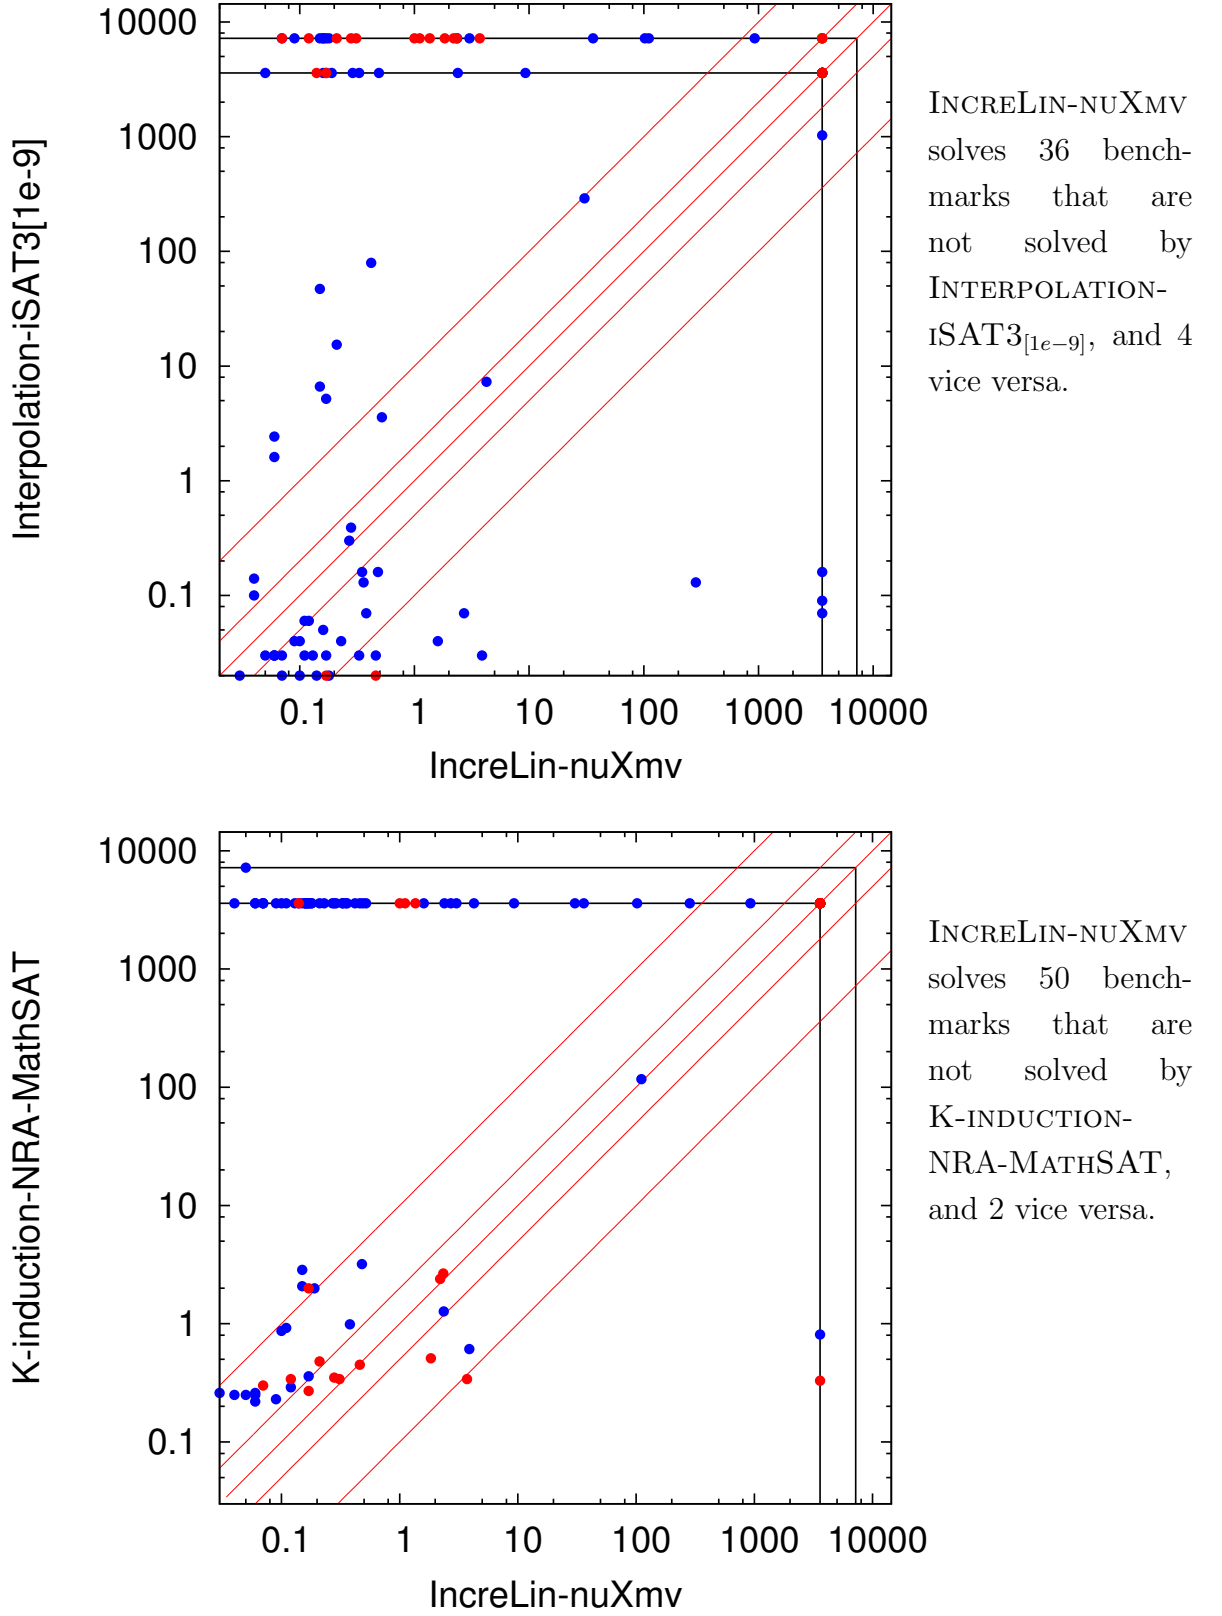 10000
1000
100
10
1
0.1
Interpolation-iSAT3[1e-9]
0.1 1 10 100 1000 10000
IncreLin-nuXmv
IncreLin-nuXmv
solves 36 bench-
marks that are
not solved by
Interpolation-
iSAT3[1e−9], and 4
vice versa.
10000
1000
100
10
1
0.1
K-induction-NRA-MathSAT
0.1 1 10 100 1000 10000
IncreLin-nuXmv
IncreLin-nuXmv
solves 50 bench-
marks that are
not solved by
K-induction-
NRA-MathSAT,
and 2 vice versa.